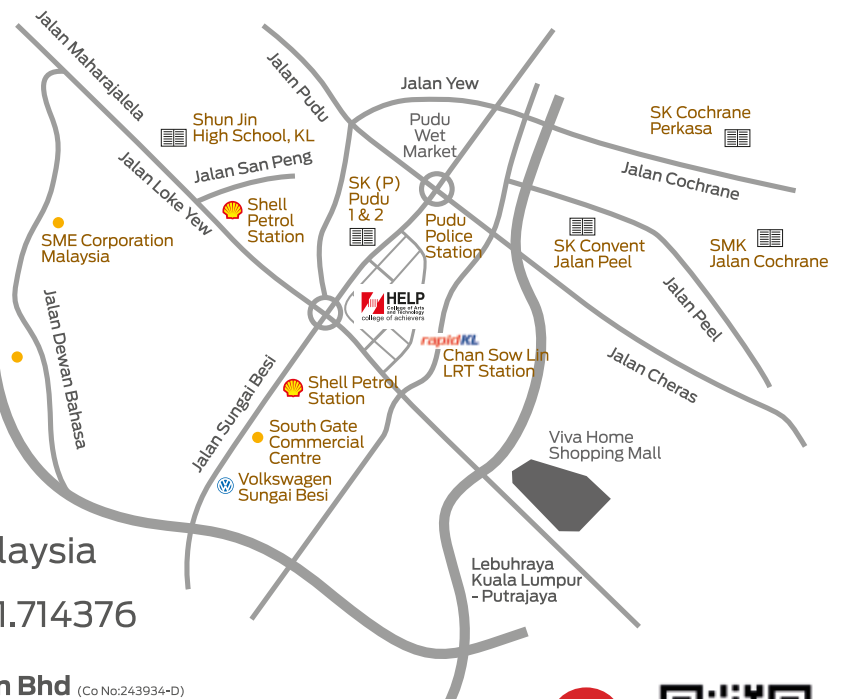 Jalan Maharajalela
Jalan Pudu
Jalan Yew
Shun Jin
High School, KL
Pudu
Wet
Market
SK Cochrane
Perkasa
Jalan Loke Yew
Jalan San Peng
Jalan Cochrane
SK (P)
Pudu
1 & 2
Shell
Petrol
Station
Pudu
Police
Station
SME Corporation
Malaysia
SK Convent
Jalan Peel
SMK
Jalan Cochrane
HELP
College of Arts
and Technology
college of achievers
Jalan Peel
Jalan Dewan Bahasa
rapidKL
Chan Sow Lin
LRT Station
Jalan Cheras
Jalan Sungai Besi
Shell Petrol
Station
South Gate
Commercial
Centre
Viva Home
Shopping Mall
Volkswagen
Sungai Besi
laysia
Lebuhraya
Kuala Lumpur
- Putrajaya
1.714376
n Bhd (Co No:243934-D)